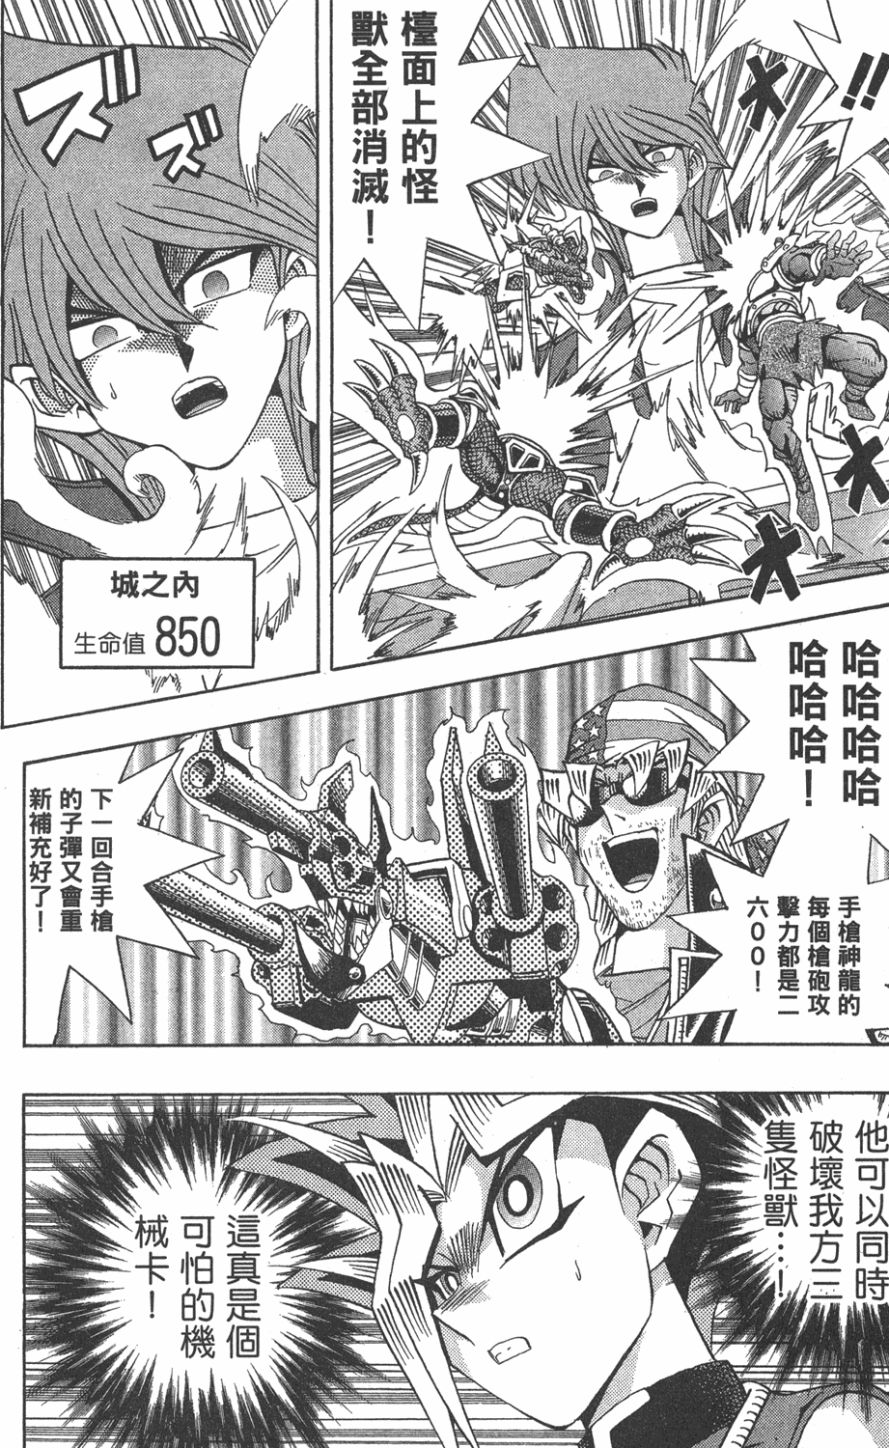 !!
檯面上的怪
獸全部消滅！
ズズ
城之內
生命值 850
哈哈哈哈
哈哈哈！
手槍神龍的
每個槍砲攻
擊力都是二
六００！
下一回合手槍
的子彈又會重
新補充好了！
他可以同時
破壞我方三
隻怪獸…！
這真是個
可怕的機
械卡！